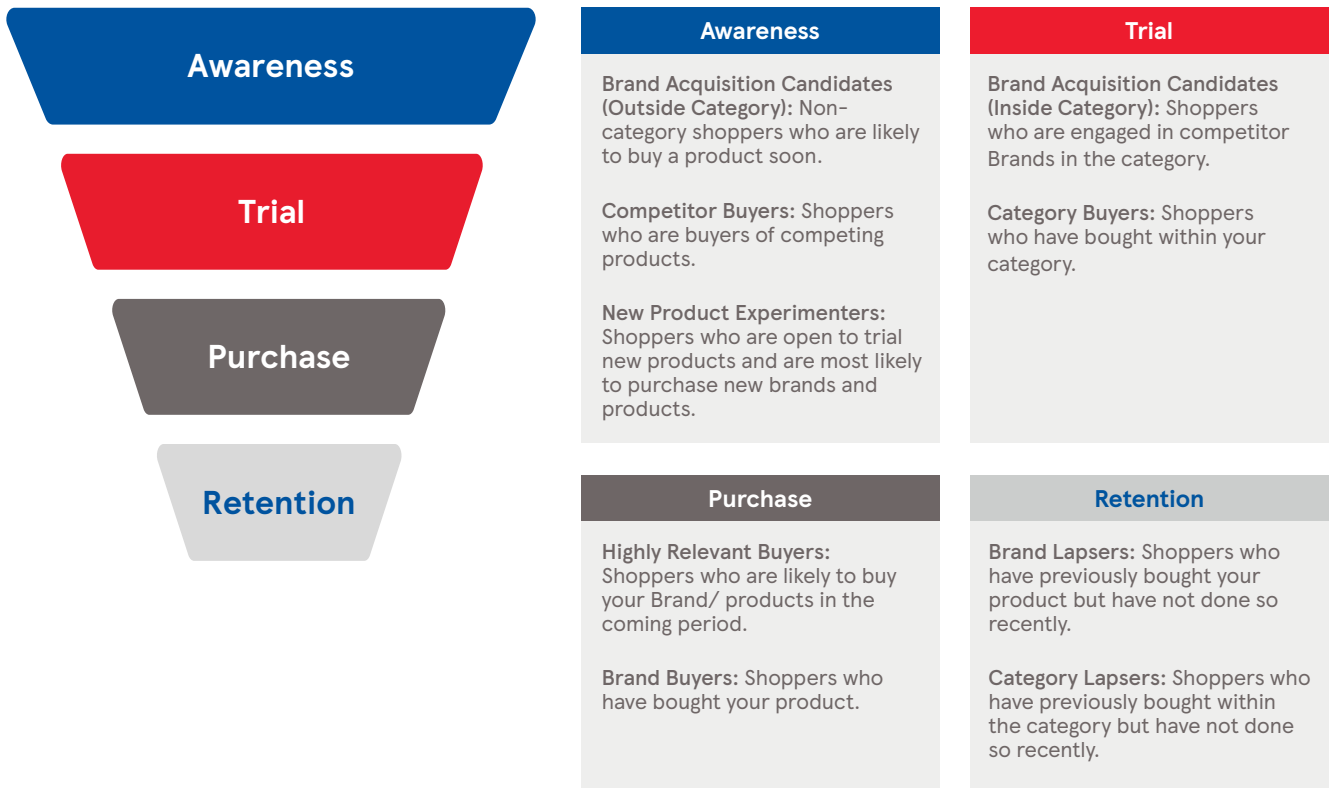 Awareness
Trial
Purchase
Retention
Awareness
Brand Acquisition Candidates
(Outside Category): Non-
category shoppers who are likely
to buy a product soon.
Competitor Buyers: Shoppers
who are buyers of competing
products.
New Product Experimenters:
Shoppers who are open to trial
new products and are most likely
to purchase new brands and
products.
Trial
Brand Acquisition Candidates
(Inside Category): Shoppers
who are engaged in competitor
Brands in the category.
Category Buyers: Shoppers
who have bought within your
category.
Purchase
Highly Relevant Buyers:
Shoppers who are likely to buy
your Brand/ products in the
coming period.
Brand Buyers: Shoppers who
have bought your product.
Retention
Brand Lapsers: Shoppers who
have previously bought your
product but have not done so
recently.
Category Lapsers: Shoppers who
have previously bought within
the category but have not done
so recently.